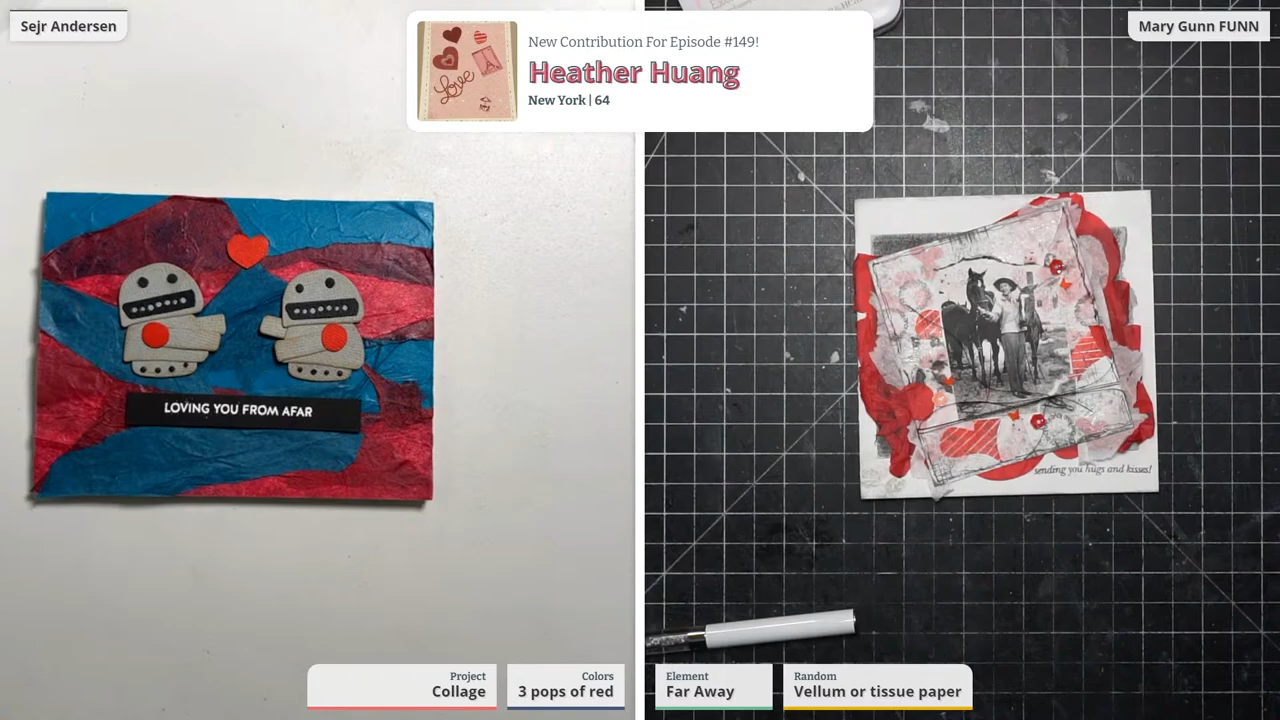 Sejr Andersen
New Contribution For Episode #149!
Heather Huang
New York | 64
Mary Gunn FUNN
Love
LOVING YOU FROM AFAR
sending you hugs and kisses!
Project
Collage
Colors
3 pops of red
Element
Far Away
Random
Vellum or tissue paper